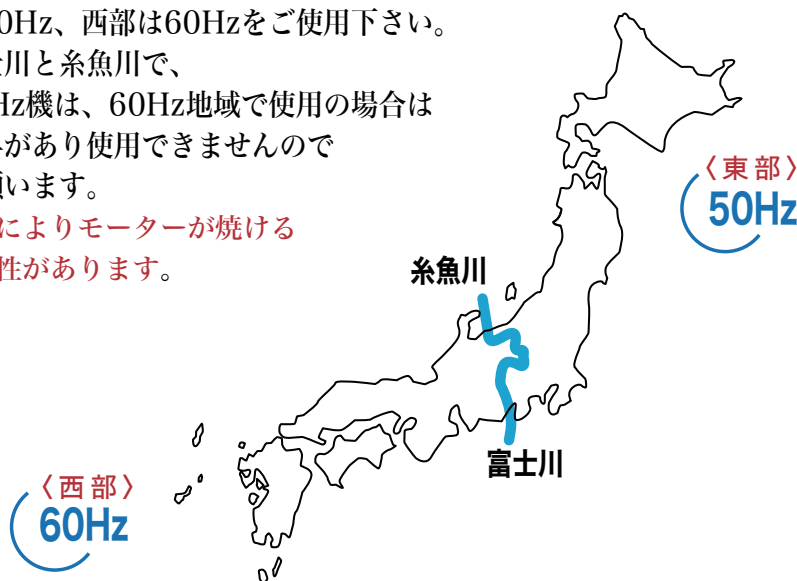 0Hz、西部は60Hzをご使用下さい。
川と糸魚川で、
Hz機は、60Hz地域で使用の場合は
があり使用できませんので
願います。
によりモーターが焼ける
性があります。
〈東部〉
50Hz
糸魚川
富士川
〈西部〉
60Hz